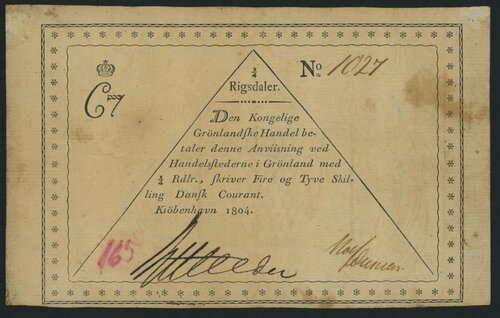 C7
No 1027
1/4
Rigsdaler.
Den Kongelige
Grönlandſke Handel be-
taler denne Anviisning ved
Handelsſtederne i Grönland med
1/4 Rdlr., ſkriver Fire og Tyve Skil-
ling Danſk Courant.
Kiöbenhavn 1804.
165